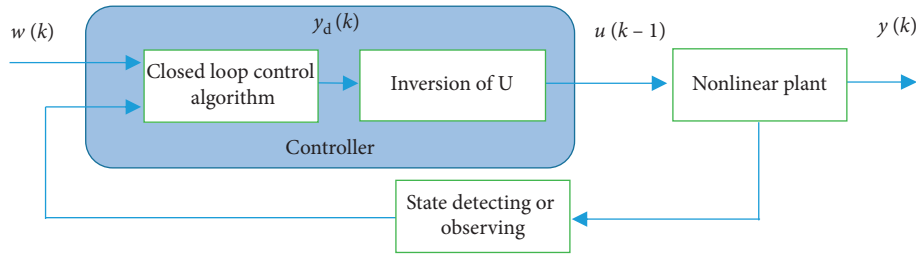 w (k)
y_d (k)
u (k – 1)
y (k)
Closed loop control
algorithm
Inversion of U
Nonlinear plant
Controller
State detecting or
observing